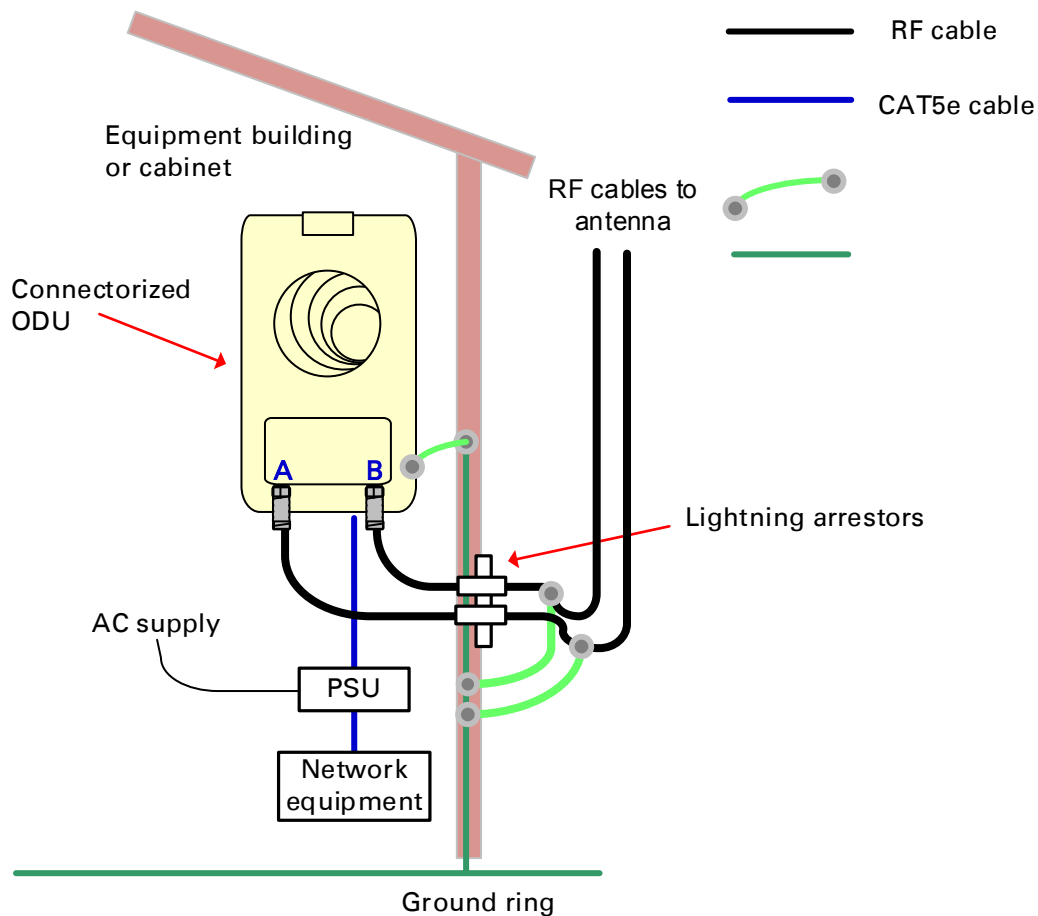 RF cable
CAT5e cable
Equipment building
or cabinet
RF cables to
antenna
Connectorized
ODU
A
B
Lightning arrestors
AC supply
PSU
Network
equipment
Ground ring